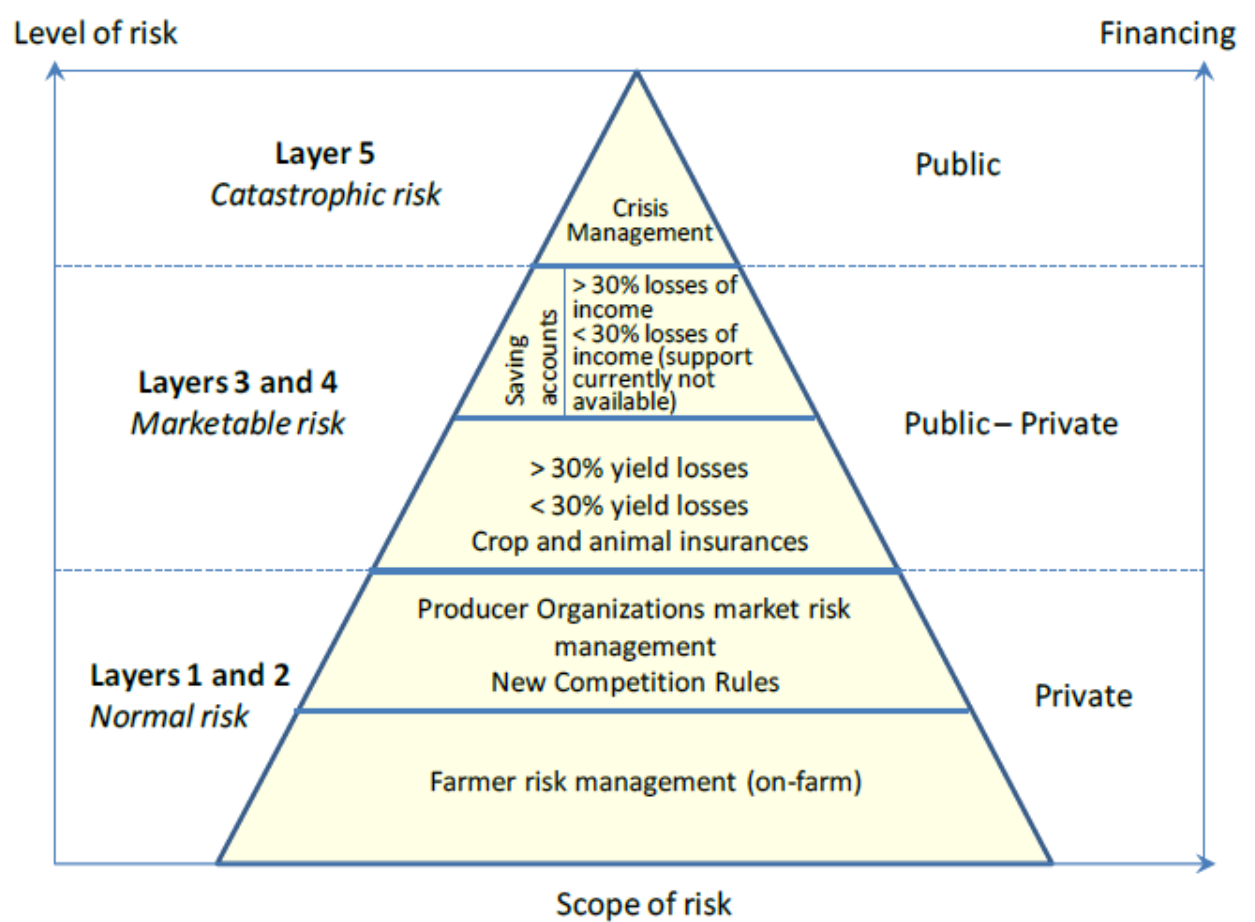 Level of risk
Financing
Layer 5
Catastrophic risk
Public
Crisis
Management
Saving
accounts
> 30% losses of
income
< 30% losses of
income (support
currently not
available)
Layers 3 and 4
Marketable risk
Public – Private
> 30% yield losses
< 30% yield losses
Crop and animal insurances
Producer Organizations market risk
management
New Competition Rules
Layers 1 and 2
Normal risk
Private
Farmer risk management (on-farm)
Scope of risk